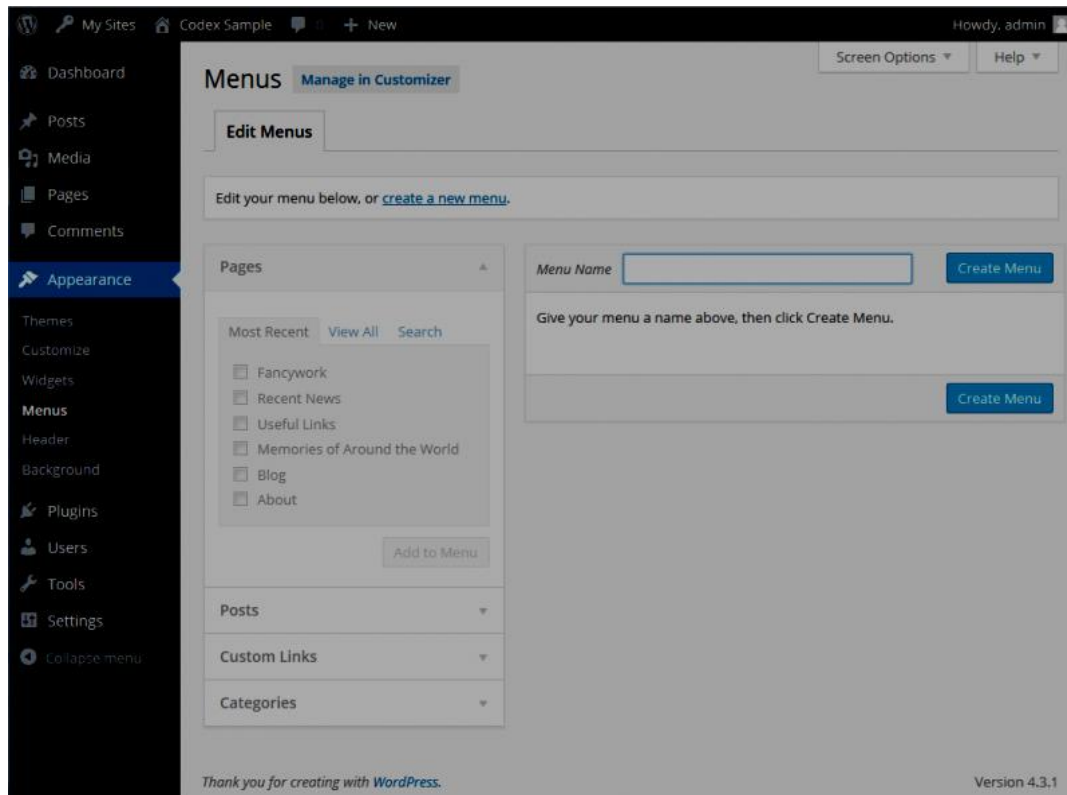 My Sites Codex Sample 0 + New Howdy, admin
Screen Options Help
Dashboard
Posts
Media
Pages
Comments
Appearance
Themes
Customize
Widgets
Menus
Header
Background
Plugins
Users
Tools
Settings
Collapse menu
Menus Manage in Customizer
Edit Menus
Edit your menu below, or create a new menu.
Pages
Most Recent View All Search
Fancywork
Recent News
Useful Links
Memories of Around the World
Blog
About
Add to Menu
Posts
Custom Links
Categories
Menu Name Create Menu
Give your menu a name above, then click Create Menu.
Create Menu
Thank you for creating with WordPress. Version 4.3.1